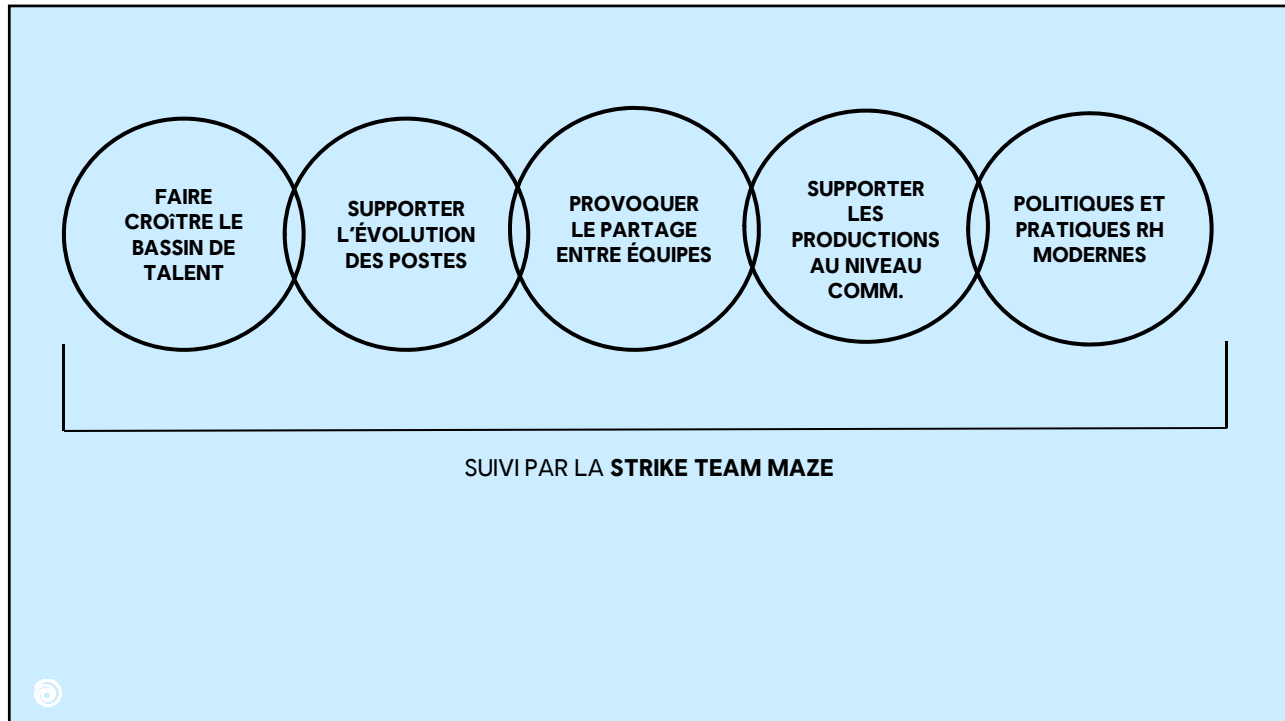 FAIRE
CROîTRE LE
BASSIN DE
TALENT
SUPPORTER
L'ÉVOLUTION
DES POSTES
PROVOQUER
LE PARTAGE
ENTRE ÉQUIPES
SUPPORTER
LES
PRODUCTIONS
AU NIVEAU
COMM.
POLITIQUES ET
PRATIQUES RH
MODERNES
SUIVI PAR LA STRIKE TEAM MAZE